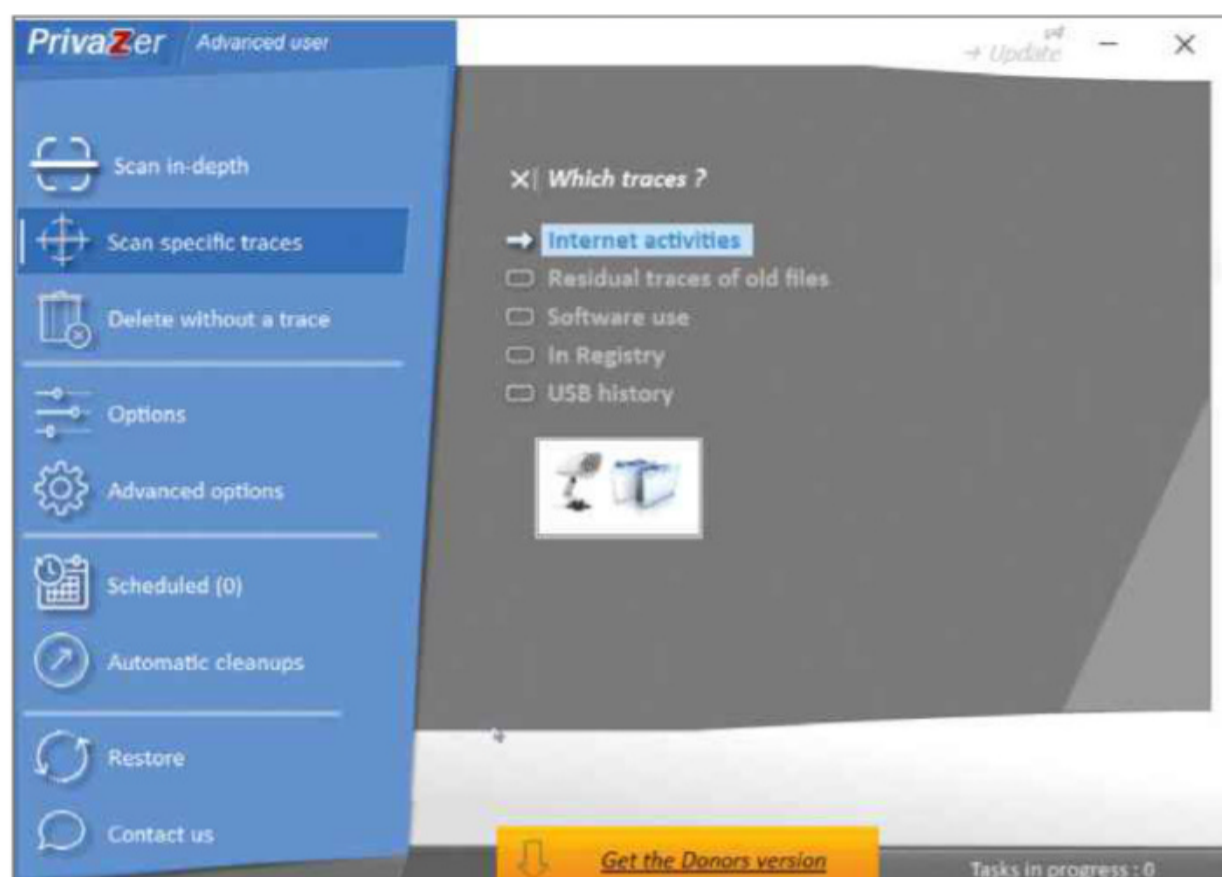 PrivaZer Advanced user
v4
→ Update
Scan in-depth
Scan specific traces
Delete without a trace
Options
Advanced options
Scheduled (0)
Automatic cleanups
Restore
Contact us
Which traces ?
Internet activities
Residual traces of old files
Software use
In Registry
USB history
Get the Donors version
Tasks in progress : 0